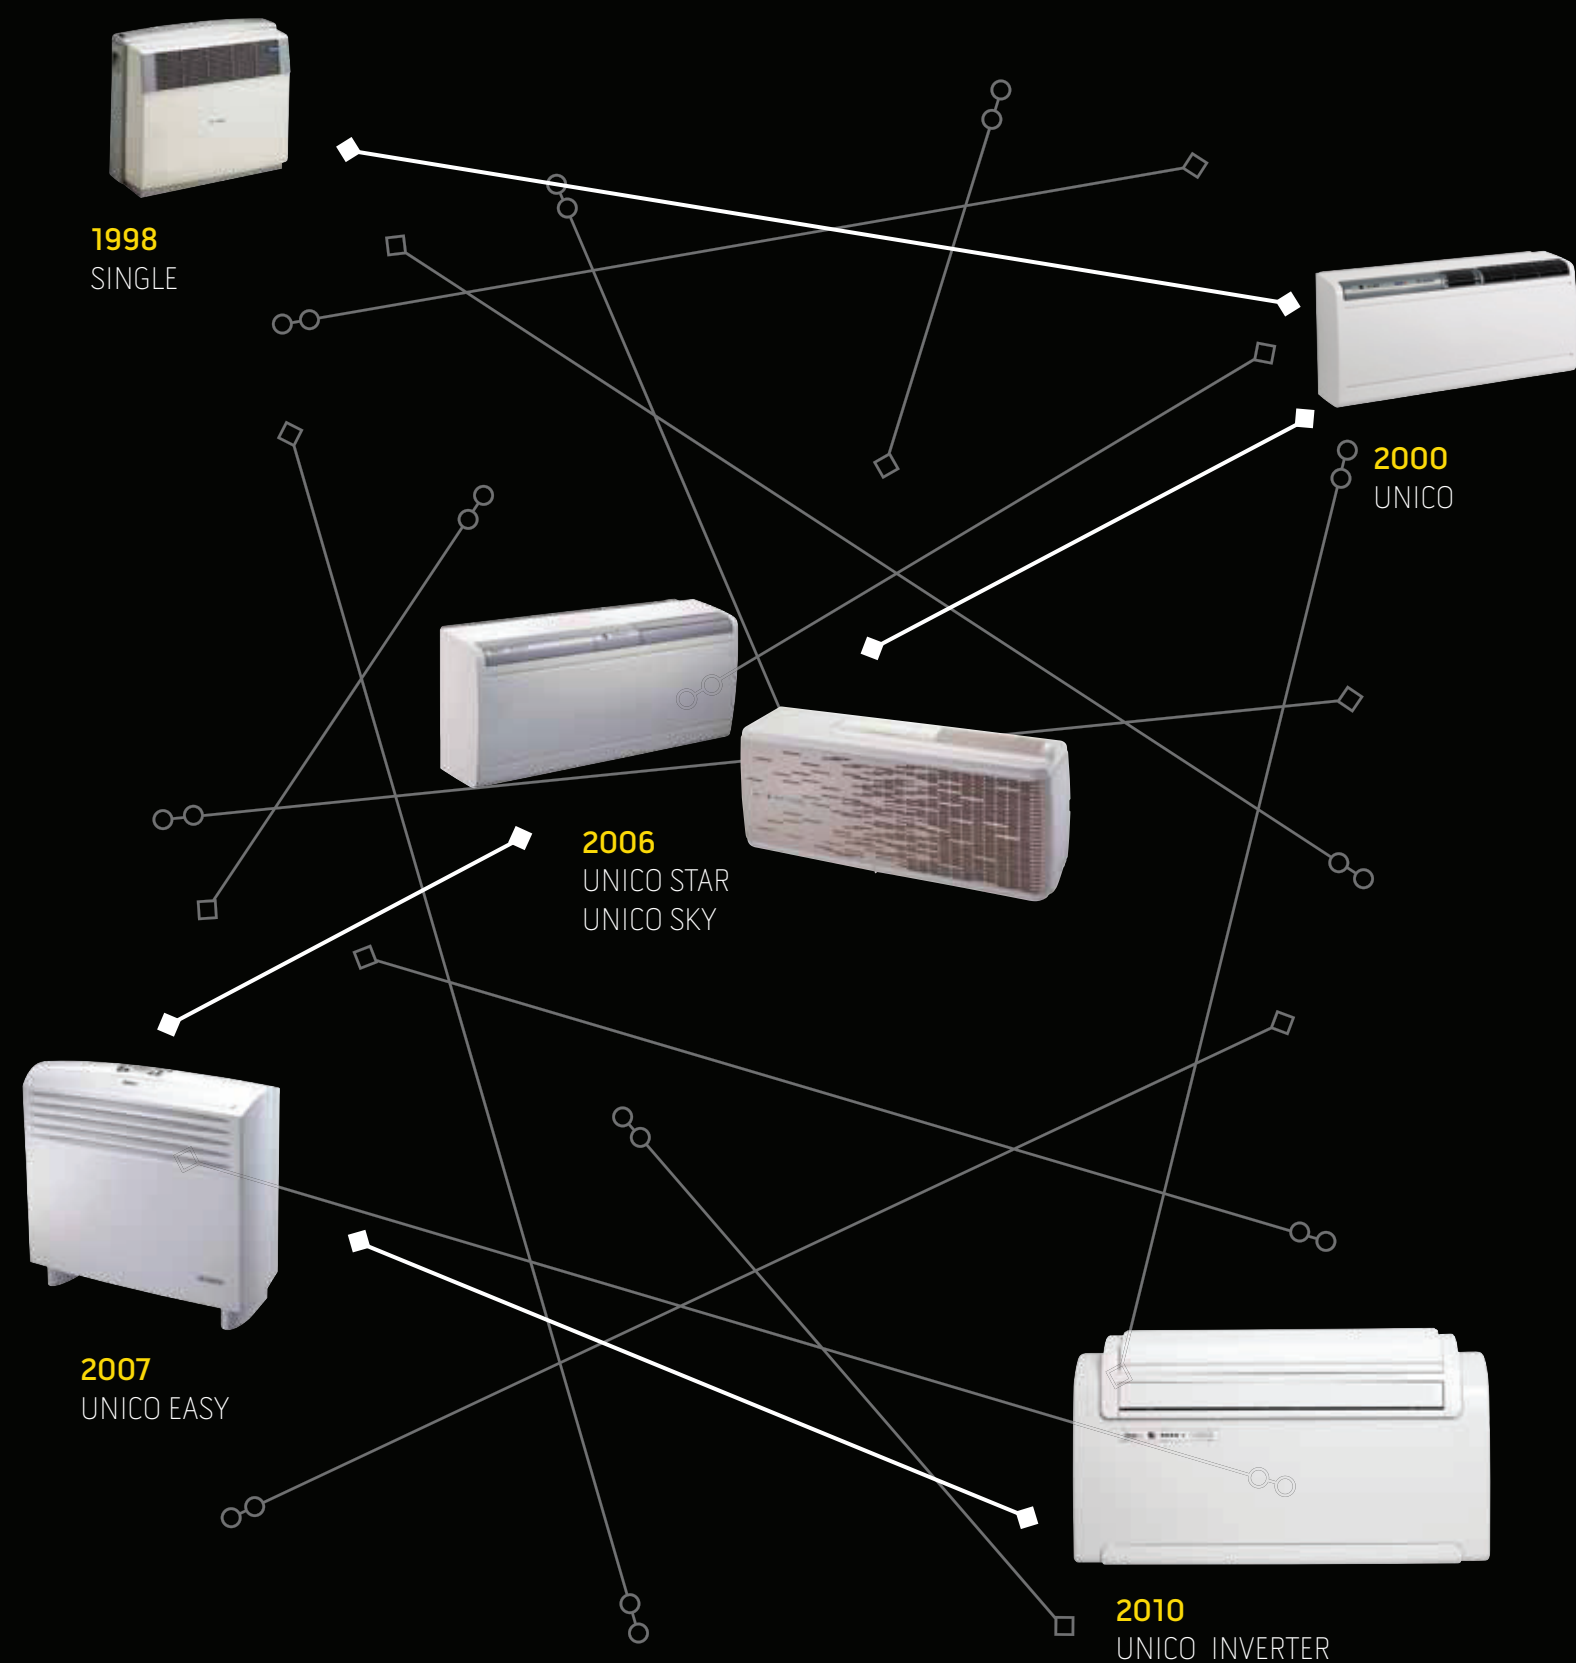 1998
SINGLE
2000
UNICO
2006
UNICO STAR
UNICO SKY
2007
UNICO EASY
2010
UNICO INVERTER